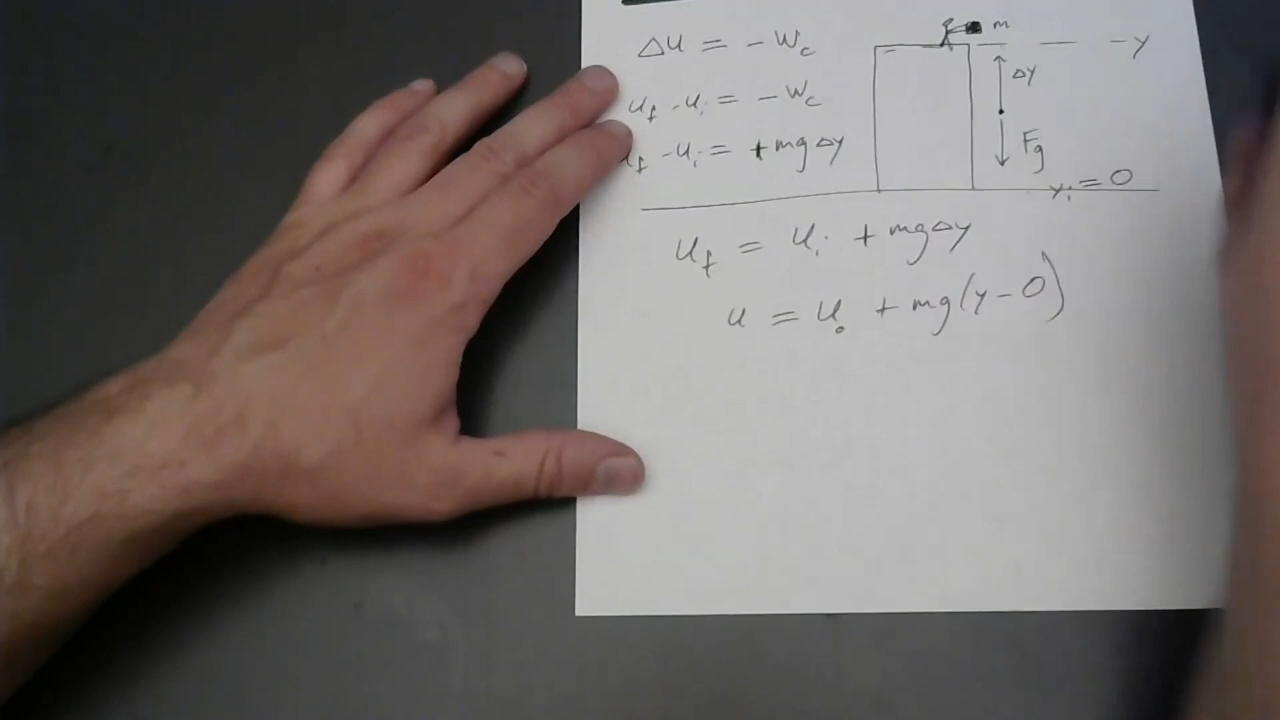 ΔU = -Wc
Uf - Ui = -Wc
Uf - Ui = +mgΔy
m
- y
Δy
Fg
yi = 0
Uf = Ui + mgΔy
U = U0 + mg(y - 0)